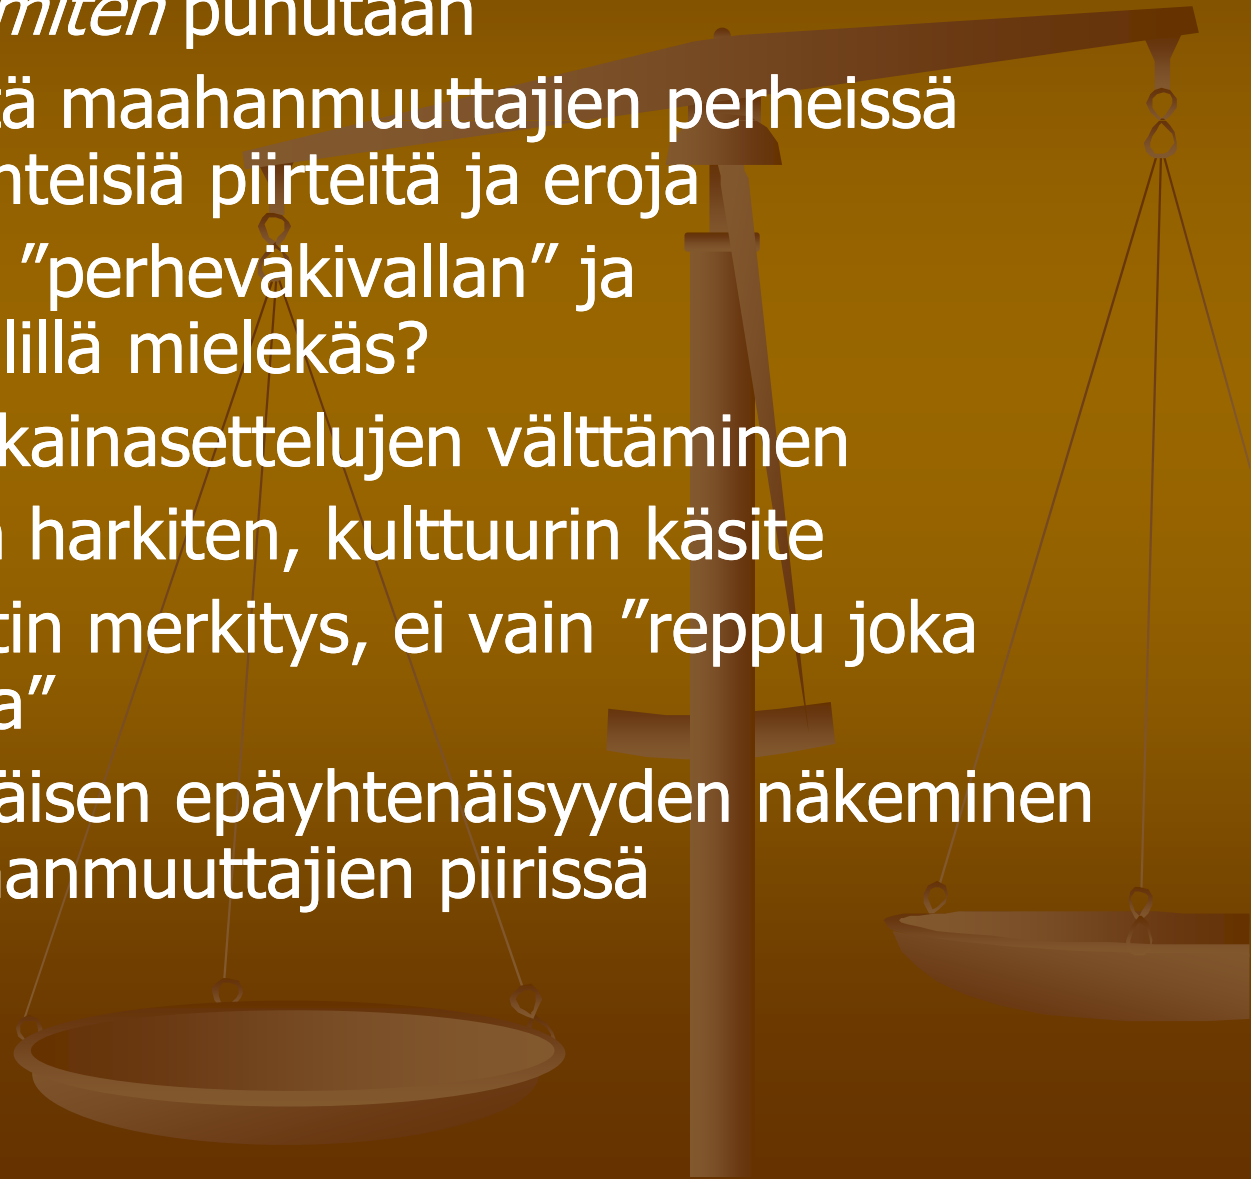 miten puhutaan
tä maahanmuuttajien perheissä
nteisiä piirteitä ja eroja
”perheväkivallan” ja
lillä mielekäs?
kainasettelujen välttäminen
harkiten, kulttuurin käsite
tin merkitys, ei vain ”reppu joka
a”
äisen epäyhtenäisyyden näkeminen
anmuuttajien piirissä